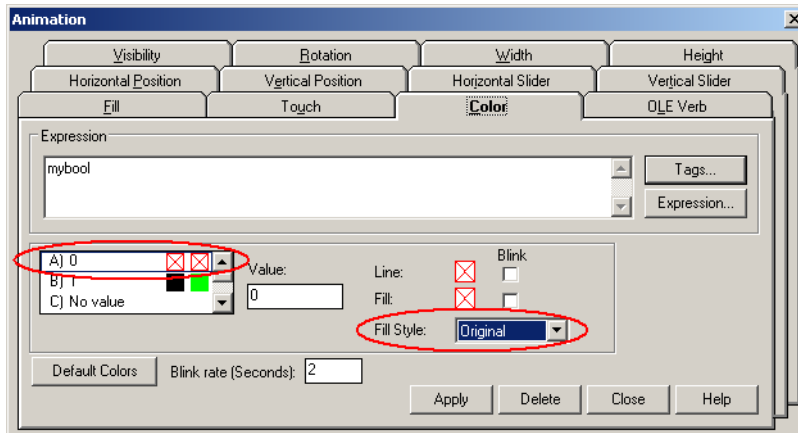 Animation
Visibility Rotation Width Height
Horizontal Position Vertical Position Horizontal Slider Vertical Slider
Fill Touch Color OLE Verb
Expression
mybool
Tags...
Expression...
A) 0
B) 1
C) No value
Value:
0
Blink
Line:
Fill:
Fill Style: Original
Default Colors Blink rate (Seconds): 2
Apply Delete Close Help